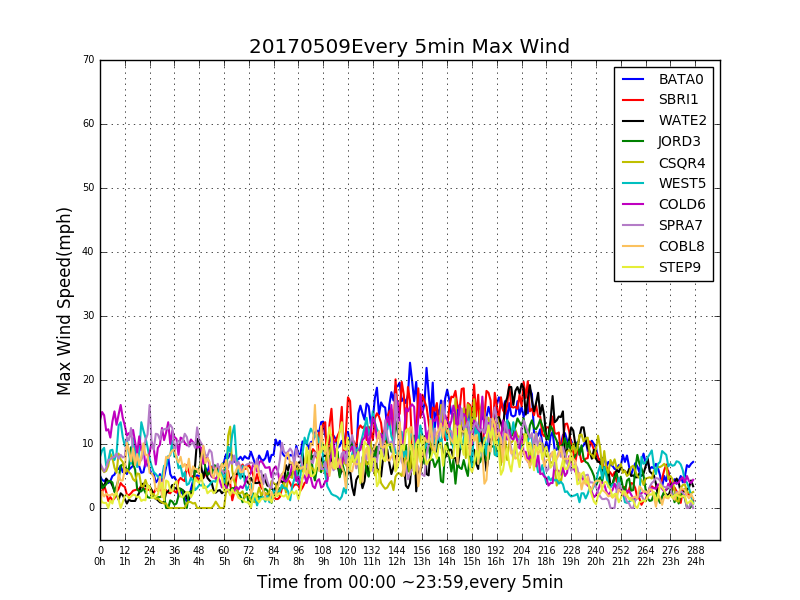 20170509Every 5min Max Wind
70
60
50
40
30
20
10
0
Max Wind Speed(mph)
BATA0
SBRI1
WATE2
JORD3
CSQR4
WEST5
COLD6
SPRA7
COBL8
STEP9
0 12 24 36 48 60 72 84 96 108 120 132 144 156 168 180 192 204 216 228 240 252 264 276 288
0h 1h 2h 3h 4h 5h 6h 7h 8h 9h 10h 11h 12h 13h 14h 15h 16h 17h 18h 19h 20h 21h 22h 23h 24h
Time from 00:00 ~23:59,every 5min